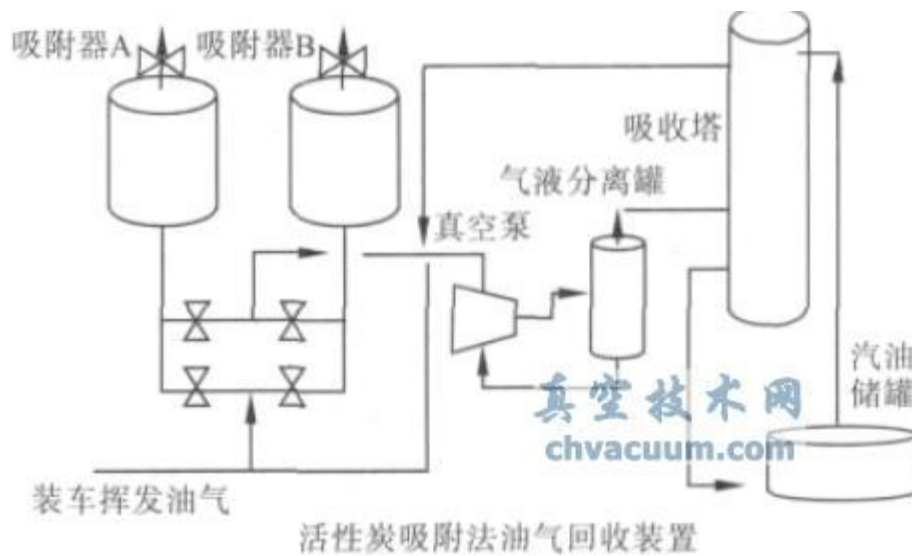 吸附器A
吸附器B
吸收塔
气液分离罐
真空泵
汽油
储罐
真空技术网
chvacuum.com
装车挥发油气
活性炭吸附法油气回收装置